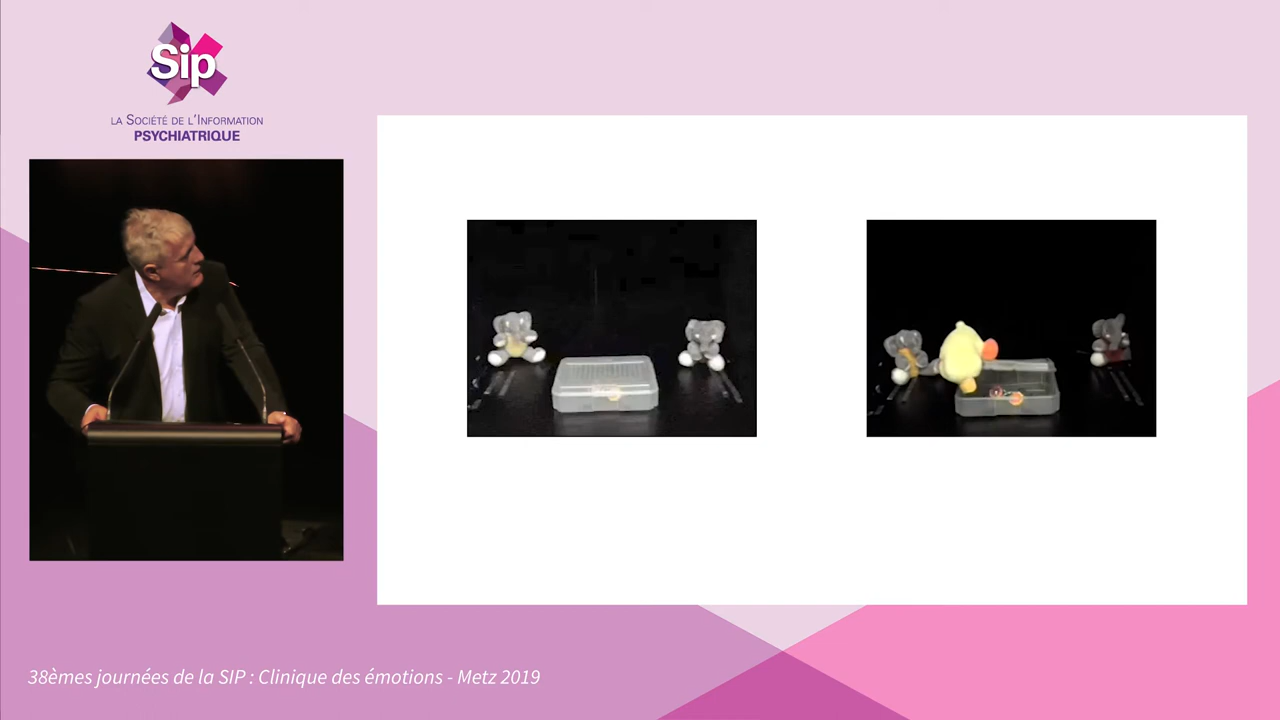 Sip
LA SOCIÉTÉ DE L'INFORMATION
PSYCHIATRIQUE
38èmes journées de la SIP : Clinique des émotions - Metz 2019